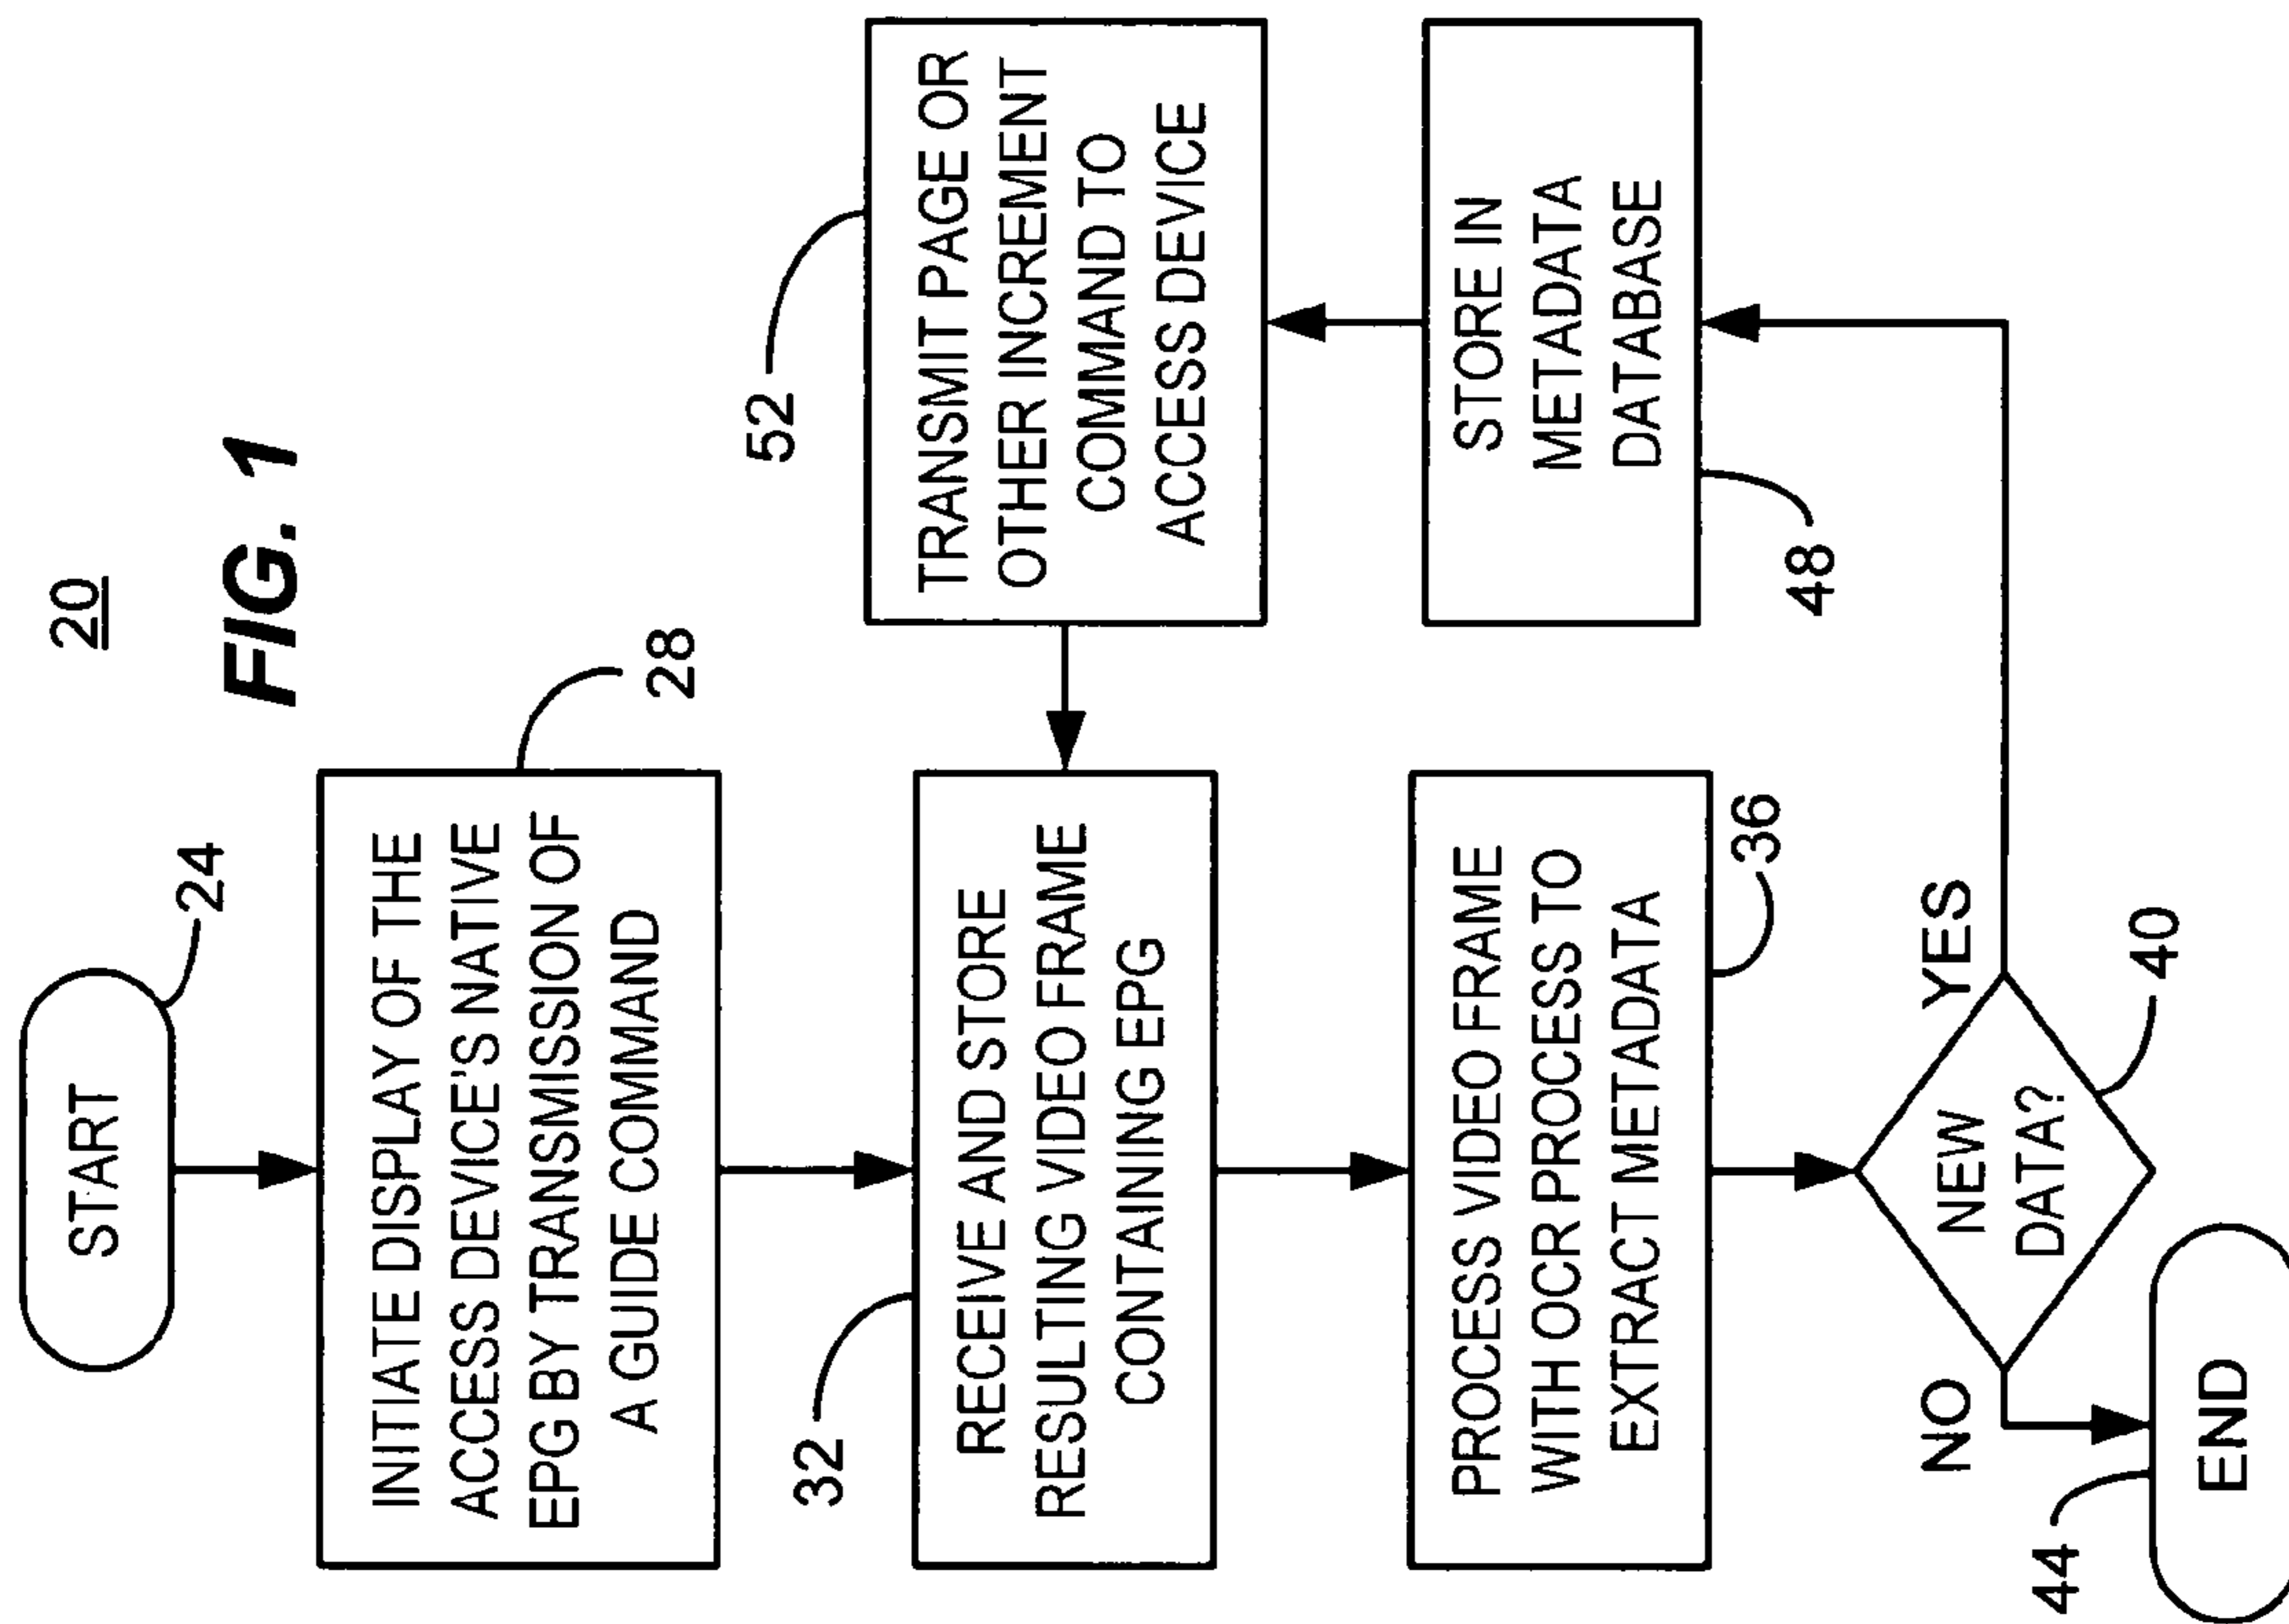 20
FIG. 1
START
24
INITIATE DISPLAY OF THE
ACCESS DEVICE'S NATIVE
EPG BY TRANSMISSION OF
A GUIDE COMMAND
28
32
RECEIVE AND STORE
RESULTING VIDEO FRAME
CONTAINING EPG
PROCESS VIDEO FRAME
WITH OCR PROCESS TO
EXTRACT METADATA
36
NEW
DATA?
40
NO
YES
44
END
STORE IN
METADATA
DATABASE
48
52
TRANSMIT PAGE OR
OTHER INCREMENT
COMMAND TO
ACCESS DEVICE